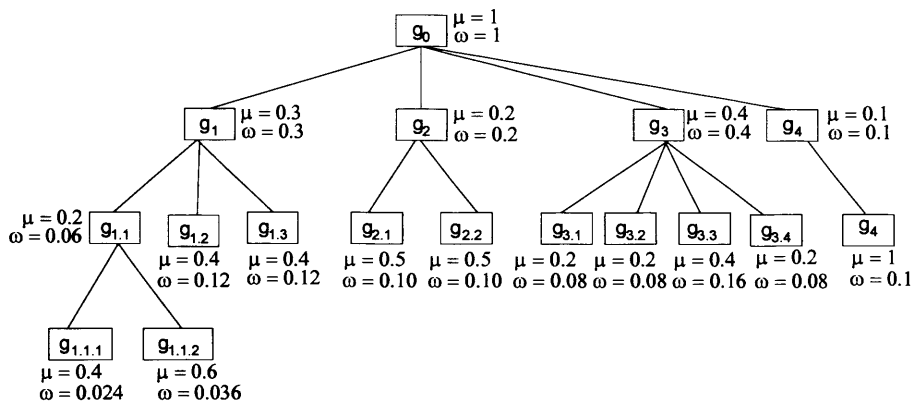 g₀ μ = 1
ω = 1
g₁ μ = 0.3
ω = 0.3
g₂ μ = 0.2
ω = 0.2
g₃ μ = 0.4
ω = 0.4
g₄ μ = 0.1
ω = 0.1
μ = 0.2
ω = 0.06
g₁.₁
g₁.₂
μ = 0.4
ω = 0.12
g₁.₃
μ = 0.4
ω = 0.12
g₂.₁
μ = 0.5
ω = 0.10
g₂.₂
μ = 0.5
ω = 0.10
g₃.₁
μ = 0.2
ω = 0.08
g₃.₂
μ = 0.2
ω = 0.08
g₃.₃
μ = 0.4
ω = 0.16
g₃.₄
μ = 0.2
ω = 0.08
g₄
μ = 1
ω = 0.1
g₁.₁.₁
μ = 0.4
ω = 0.024
g₁.₁.₂
μ = 0.6
ω = 0.036